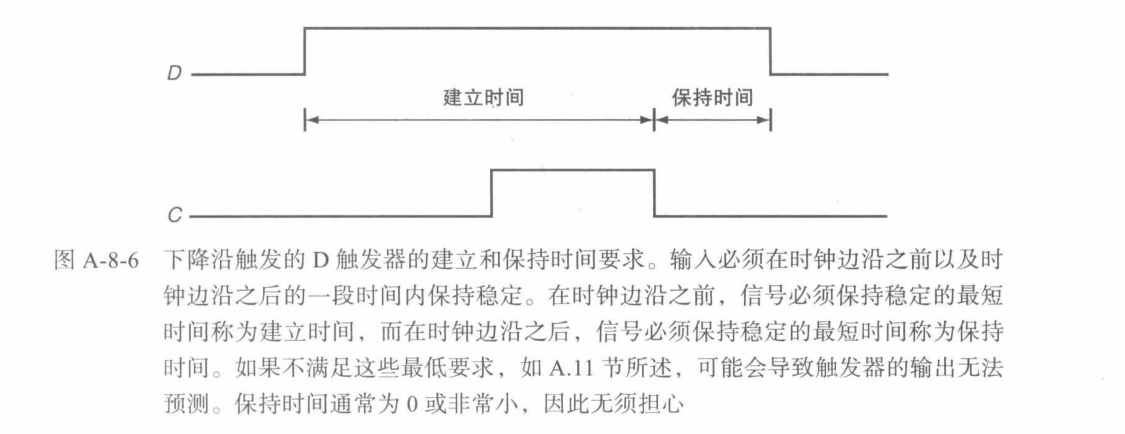 D
建立时间 保持时间
C
图 A-8-6 下降沿触发的 D 触发器的建立和保持时间要求。输入必须在时钟边沿之前以及时
钟边沿之后的一段时间内保持稳定。在时钟边沿之前，信号必须保持稳定的最短
时间称为建立时间，而在时钟边沿之后，信号必须保持稳定的最短时间称为保持
时间。如果不满足这些最低要求，如 A.11 节所述，可能会导致触发器的输出无法
预测。保持时间通常为 0 或非常小，因此无须担心